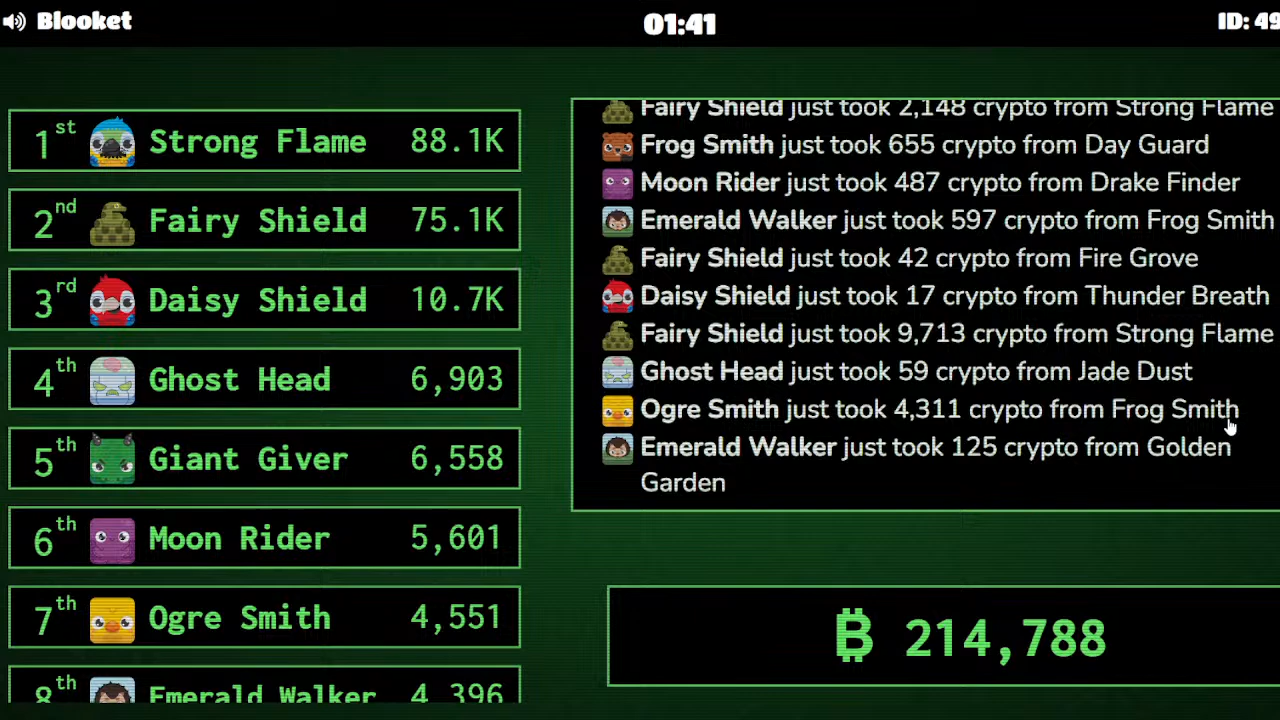 Blooket
01:41
ID: 49
1st Strong Flame 88.1K
2nd Fairy Shield 75.1K
3rd Daisy Shield 10.7K
4th Ghost Head 6,903
5th Giant Giver 6,558
6th Moon Rider 5,601
7th Ogre Smith 4,551
8th Emerald Walker 4,396
Fairy Shield just took 2,148 crypto from Strong Flame
Frog Smith just took 655 crypto from Day Guard
Moon Rider just took 487 crypto from Drake Finder
Emerald Walker just took 597 crypto from Frog Smith
Fairy Shield just took 42 crypto from Fire Grove
Daisy Shield just took 17 crypto from Thunder Breath
Fairy Shield just took 9,713 crypto from Strong Flame
Ghost Head just took 59 crypto from Jade Dust
Ogre Smith just took 4,311 crypto from Frog Smith
Emerald Walker just took 125 crypto from Golden
Garden
₿ 214,788